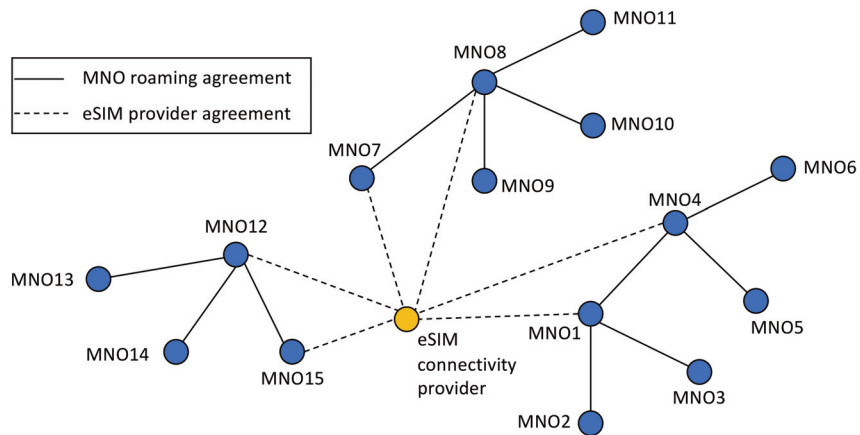 MNO roaming agreement
eSIM provider agreement
MNO11
MNO8
MNO10
MNO7
MNO9
MNO6
MNO4
MNO12
MNO13
MNO5
MNO1
eSIM
connectivity
provider
MNO14
MNO15
MNO3
MNO2